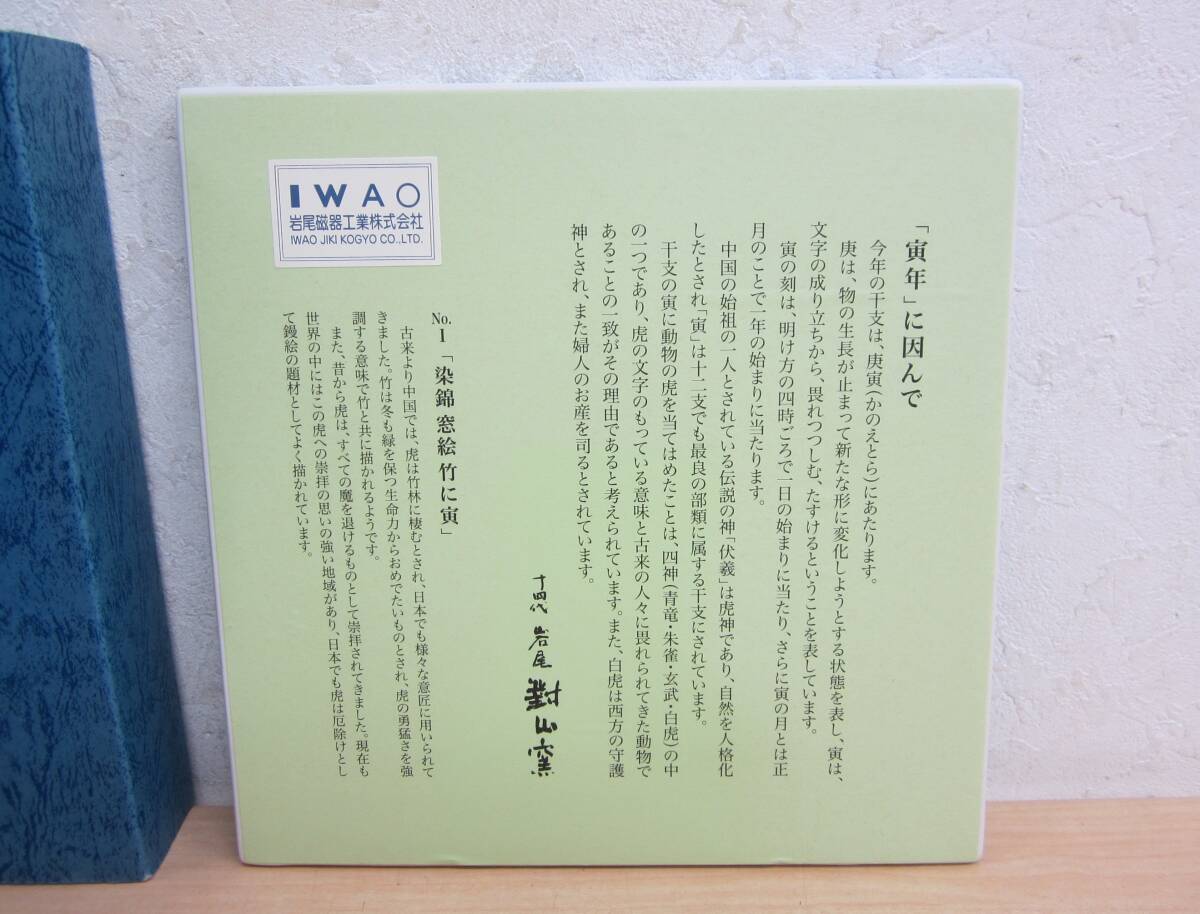 IWAO
岩尾磁器工業株式会社
IWAO JIKI KOGYO CO.,LTD.
「寅年」に因んで
今年の干支は、庚寅(かのえとら)にあたります。
庚は、物の生長が止まって新たな形に変化しようとする状態を表し、寅は、
文字の成り立ちから、畏れつつしむ、たすけるということを表しています。
寅の刻は、明け方の四時ごろで一日の始まりに当たり、さらに寅の月とは正
月のことで一年の始まりに当たります。
中国の始祖の一人とされている伝説の神「伏羲」は虎神であり、自然を人格化
したとされ「寅」は十二支でも最良の部類に属する干支にされています。
干支の寅に動物の虎を当てはめたことは、四神(青竜・朱雀・玄武・白虎)の中
の一つであり、虎の文字のもっている意味と古来の人々に畏れられてきた動物で
あることの一致がその理由であると考えられています。また、白虎は西方の守護
神とされ、また婦人のお産を司るとされています。
十四代 岩尾 對山窯
No.1「染錦 窓絵 竹に寅」
古来より中国では、虎は竹林に棲むとされ、日本でも様々な意匠に用いられて
きました。竹は冬も緑を保つ生命力からおめでたいものとされ、虎の勇猛さを強
調する意味で竹と共に描かれるようです。
また、昔から虎は、すべての魔を退けるものとして崇拝されてきました。現在も
世界の中にはこの虎への崇拝の思いの強い地域があり、日本でも虎は厄除けとし
て鏝絵の題材としてよく描かれています。